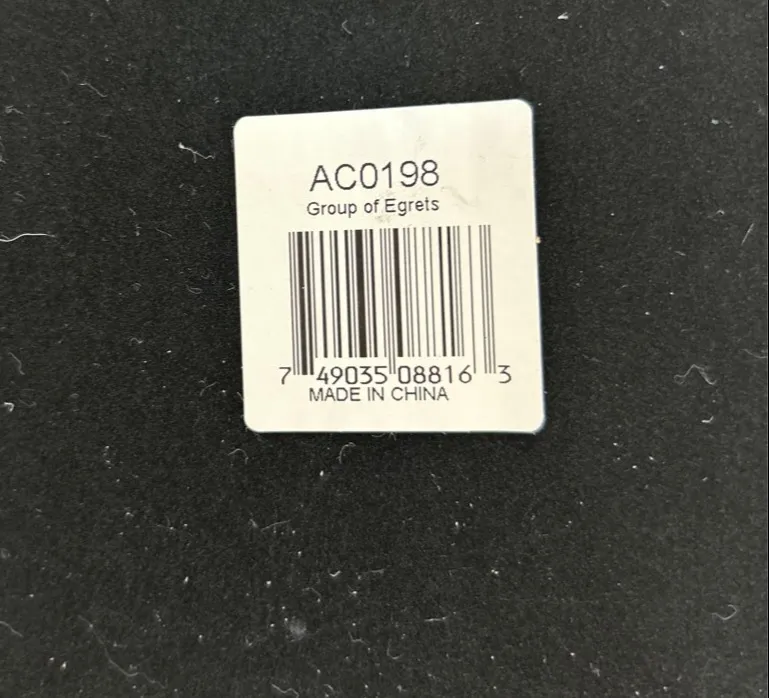 AC0198
Group of Egrets
7 49035 08816 3
MADE IN CHINA